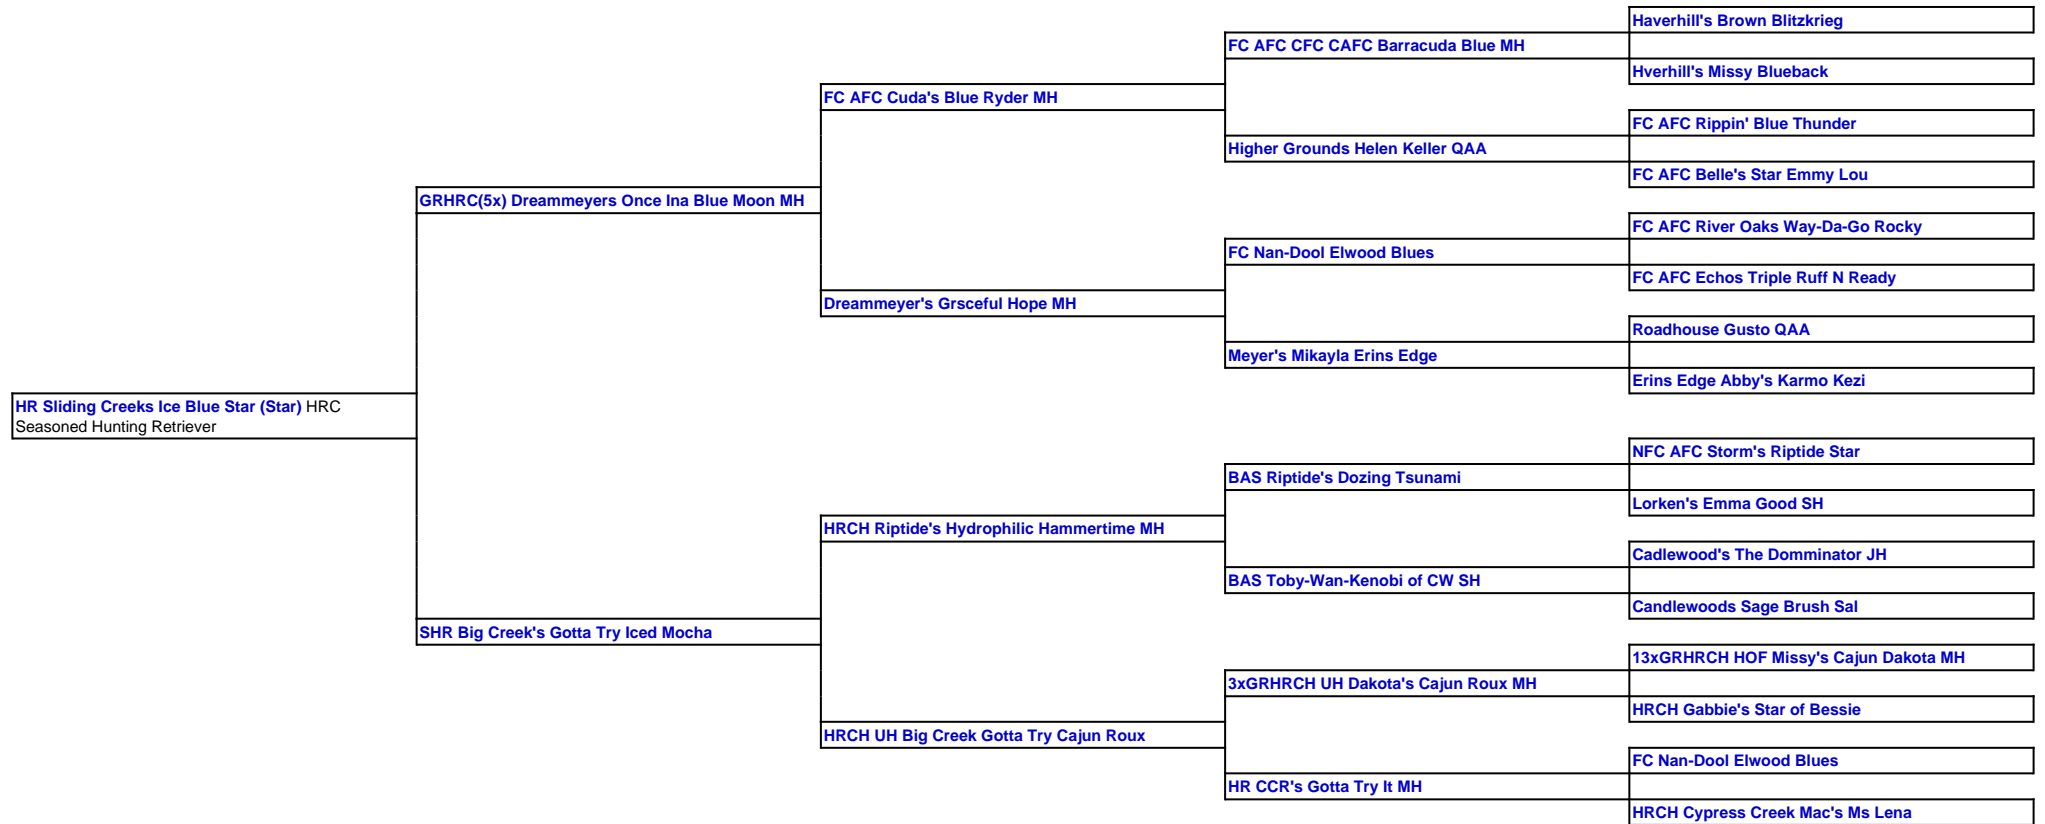 Haverhill's Brown Blitzkrieg
FC AFC CFC CAFC Barracuda Blue MH
Hverhill's Missy Blueback
FC AFC Cuda's Blue Ryder MH
FC AFC Rippin' Blue Thunder
Higher Grounds Helen Keller QAA
FC AFC Belle's Star Emmy Lou
GRHRC(5x) Dreammeyers Once Ina Blue Moon MH
FC AFC River Oaks Way-Da-Go Rocky
FC Nan-Dool Elwood Blues
FC AFC Echos Triple Ruff N Ready
Dreammeyer's Grsceful Hope MH
Roadhouse Gusto QAA
Meyer's Mikayla Erins Edge
Erins Edge Abby's Karmo Kezi
HR Sliding Creeks Ice Blue Star (Star) HRC
Seasoned Hunting Retriever
NFC AFC Storm's Riptide Star
BAS Riptide's Dozing Tsunami
Lorken's Emma Good SH
HRCH Riptide's Hydrophilic Hammertime MH
Cadlewood's The Domminator JH
BAS Toby-Wan-Kenobi of CW SH
Candlewoods Sage Brush Sal
SHR Big Creek's Gotta Try Iced Mocha
13xGRHRCH HOF Missy's Cajun Dakota MH
3xGRHRCH UH Dakota's Cajun Roux MH
HRCH Gabbie's Star of Bessie
HRCH UH Big Creek Gotta Try Cajun Roux
FC Nan-Dool Elwood Blues
HR CCR's Gotta Try It MH
HRCH Cypress Creek Mac's Ms Lena